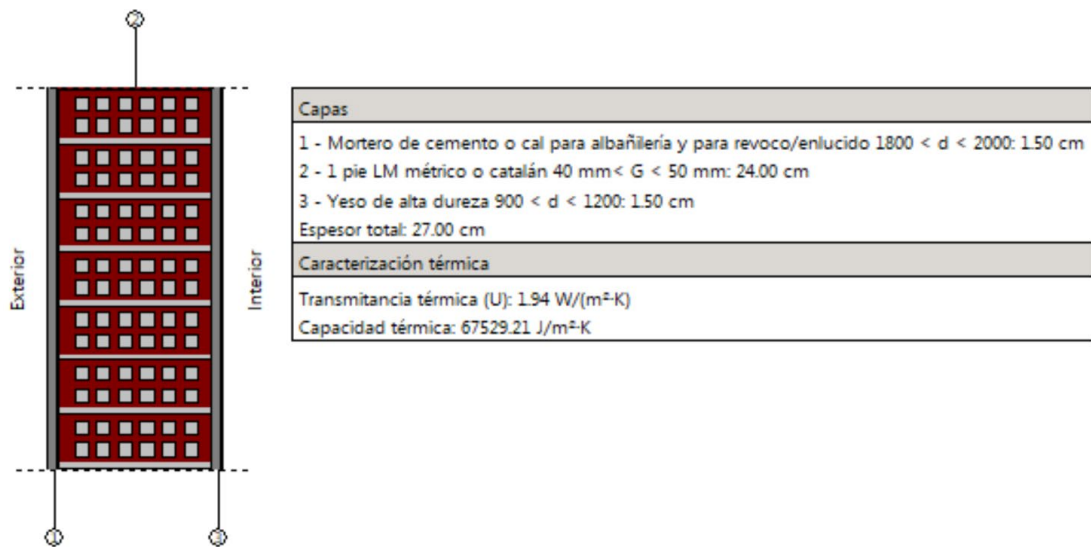 2
Capas
1 - Mortero de cemento o cal para albañilería y para revoco/enlucido 1800 < d < 2000: 1.50 cm
2 - 1 pie LM métrico o catalán 40 mm< G < 50 mm: 24.00 cm
3 - Yeso de alta dureza 900 < d < 1200: 1.50 cm
Espesor total: 27.00 cm
Caracterización térmica
Transmitancia térmica (U): 1.94 W/(m²·K)
Capacidad térmica: 67529.21 J/m²·K
Exterior
Interior
1
3